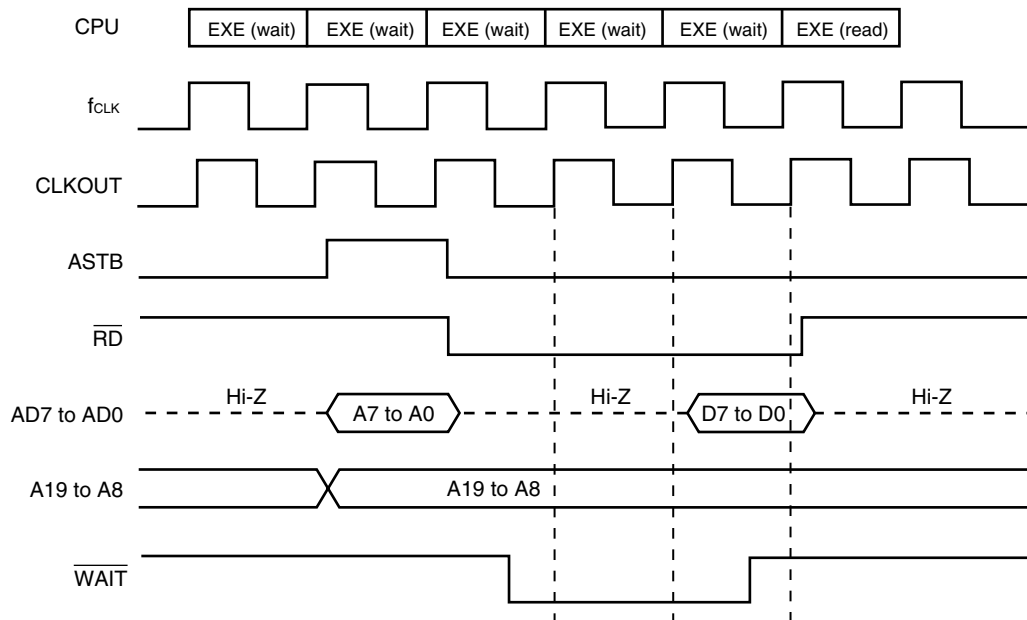 CPU EXE (wait) EXE (wait) EXE (wait) EXE (wait) EXE (wait) EXE (read)
fCLK
CLKOUT
ASTB
RD
AD7 to AD0 Hi-Z A7 to A0 Hi-Z D7 to D0 Hi-Z
A19 to A8 A19 to A8
WAIT